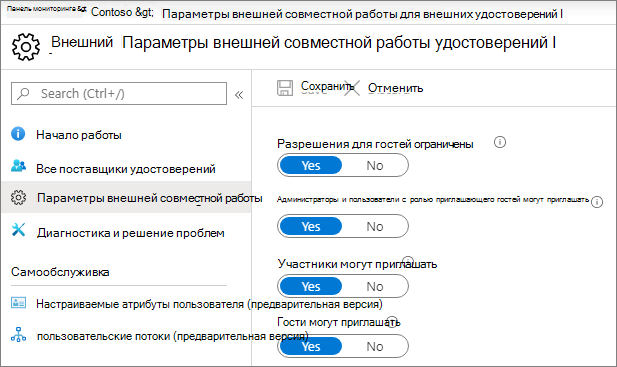 Панель мониторинга &gt; Contoso &gt; Параметры внешней совместной работы для внешних удостоверений I
Внешний Параметры внешней совместной работы удостоверений I
Search (Ctrl+/) «
Сохранить Отменить
Начало работы
Все поставщики удостоверений
Параметры внешней совместной работы
Диагностика и решение проблем
Самообслуживка
Настраиваемые атрибуты пользователя (предварительная версия)
пользовательские потоки (предварительная версия)
Разрешения для гостей ограничены
Yes No
Администраторы и пользователи с ролью приглашающего гостей могут приглашать
Yes No
Участники могут приглашать
Yes No
Гости могут приглашать
Yes No